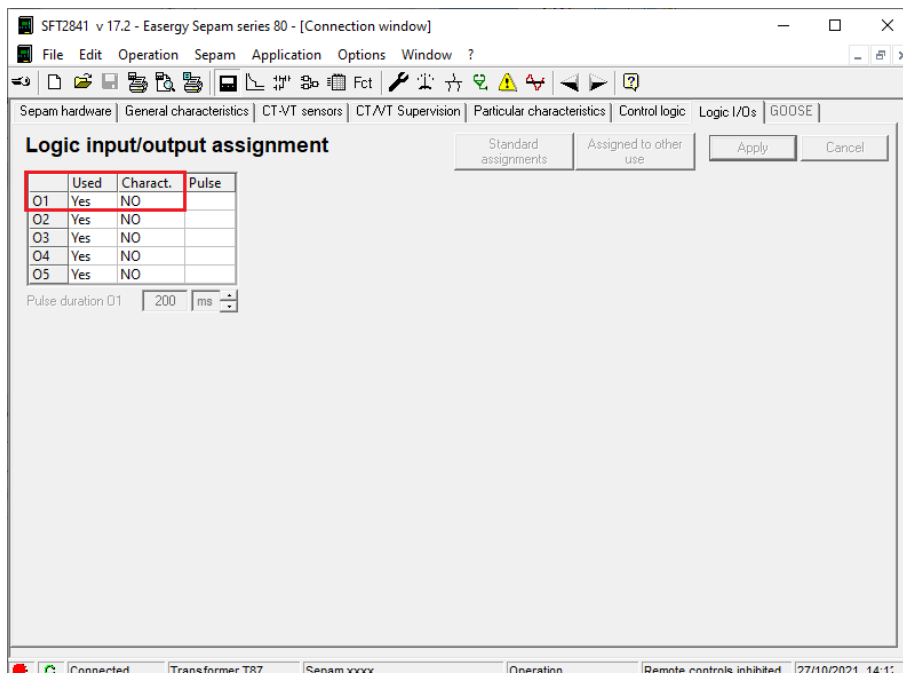 SFT2841 v 17.2 - Easergy Sepam series 80 - [Connection window]
File Edit Operation Sepam Application Options Window ?
Fct
Sepam hardware General characteristics CT-VT sensors CT/VT Supervision Particular characteristics Control logic Logic I/Os GOOSE
Logic input/output assignment
Standard assignments
Assigned to other use
Apply
Cancel
Used Charact. Pulse
O1 Yes NO
O2 Yes NO
O3 Yes NO
O4 Yes NO
O5 Yes NO
Pulse duration O1 200 ms
Connected Transformer T87 Sepam xxxx Operation Remote controls inhibited 27/10/2021